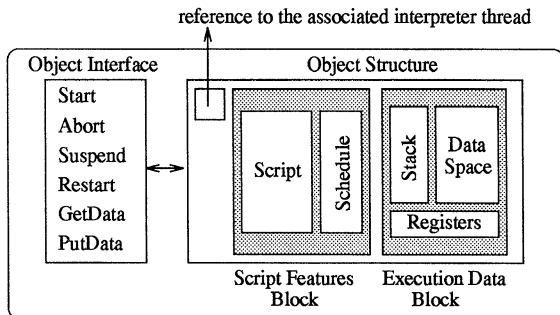 reference to the associated interpreter thread
Object Interface
Object Structure
Start
Abort
Suspend
Restart
GetData
PutData
Script
Schedule
Stack
Data
Space
Registers
Script Features
Block
Execution Data
Block